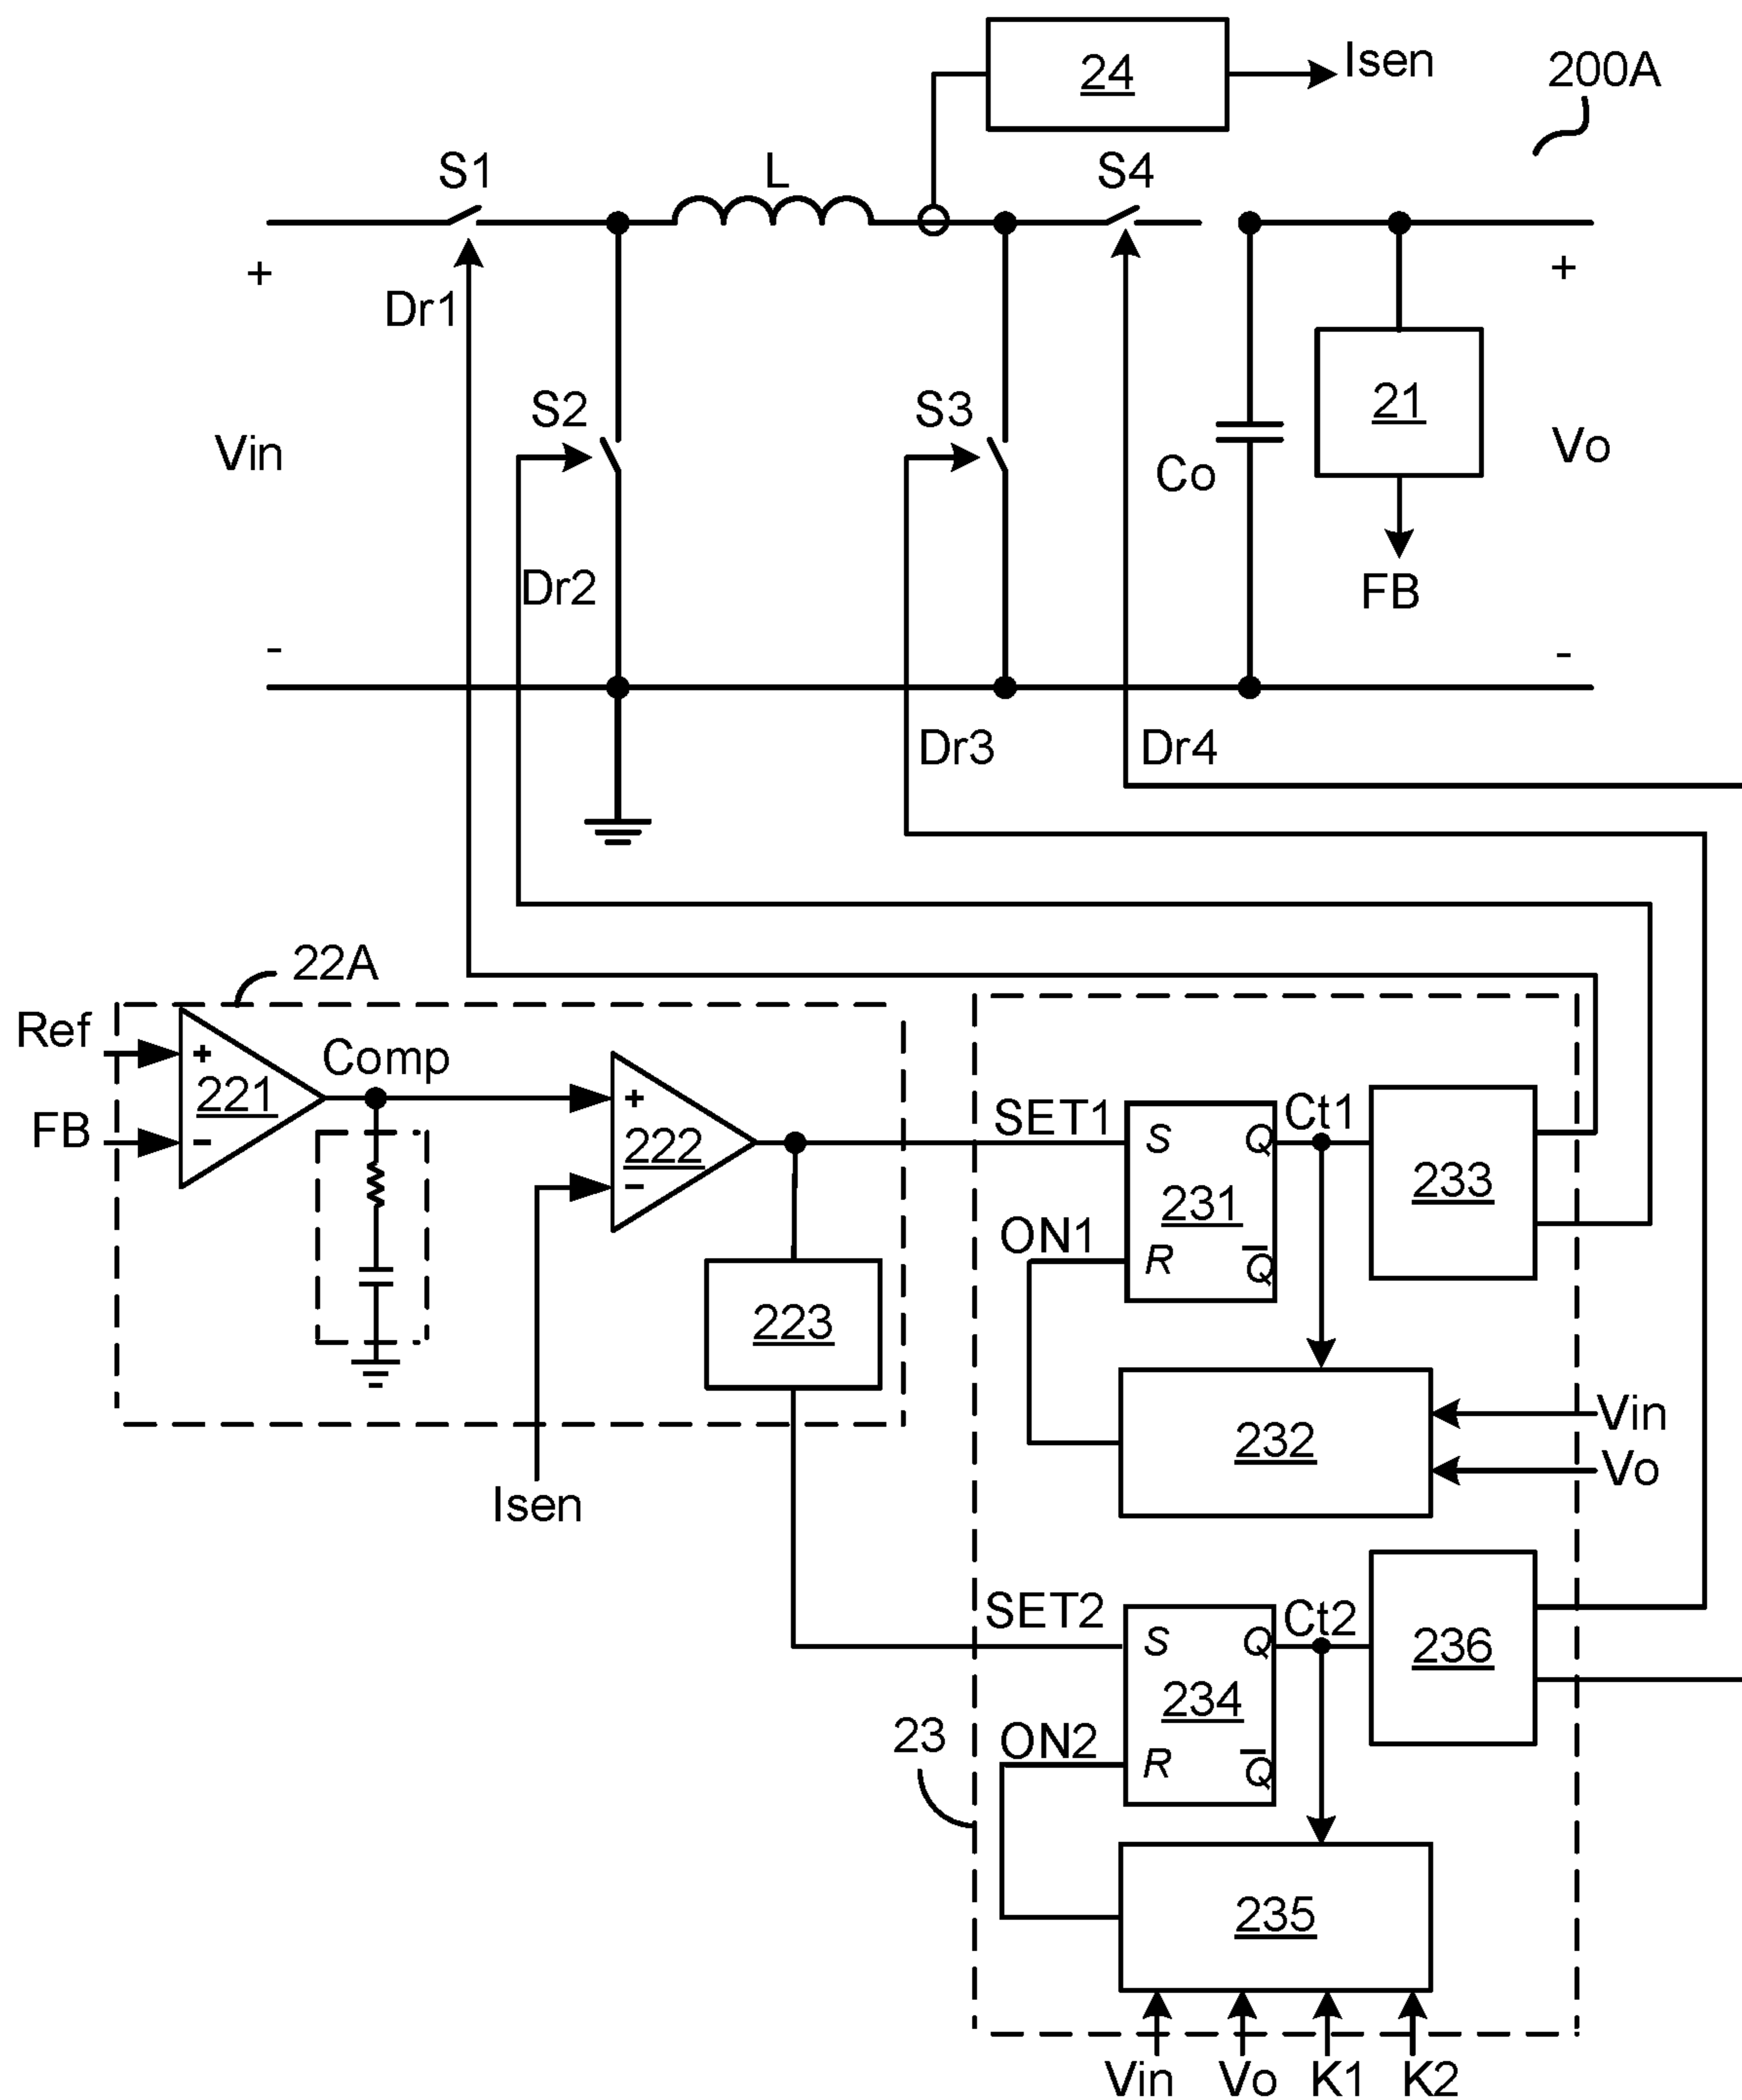 24
Isen
200A
S1
L
S4
+
Dr1
+
S2
S3
21
Vin
Co
Vo
Dr2
FB
-
-
Dr3
Dr4
22A
Ref
+
221
Comp
FB
-
+
222
-
SET1
S
Q
Ct1
231
233
ON1
R
Q̅
223
232
Vin
Vo
Isen
SET2
S
Q
Ct2
234
236
23
ON2
R
Q̅
235
Vin
Vo
K1
K2